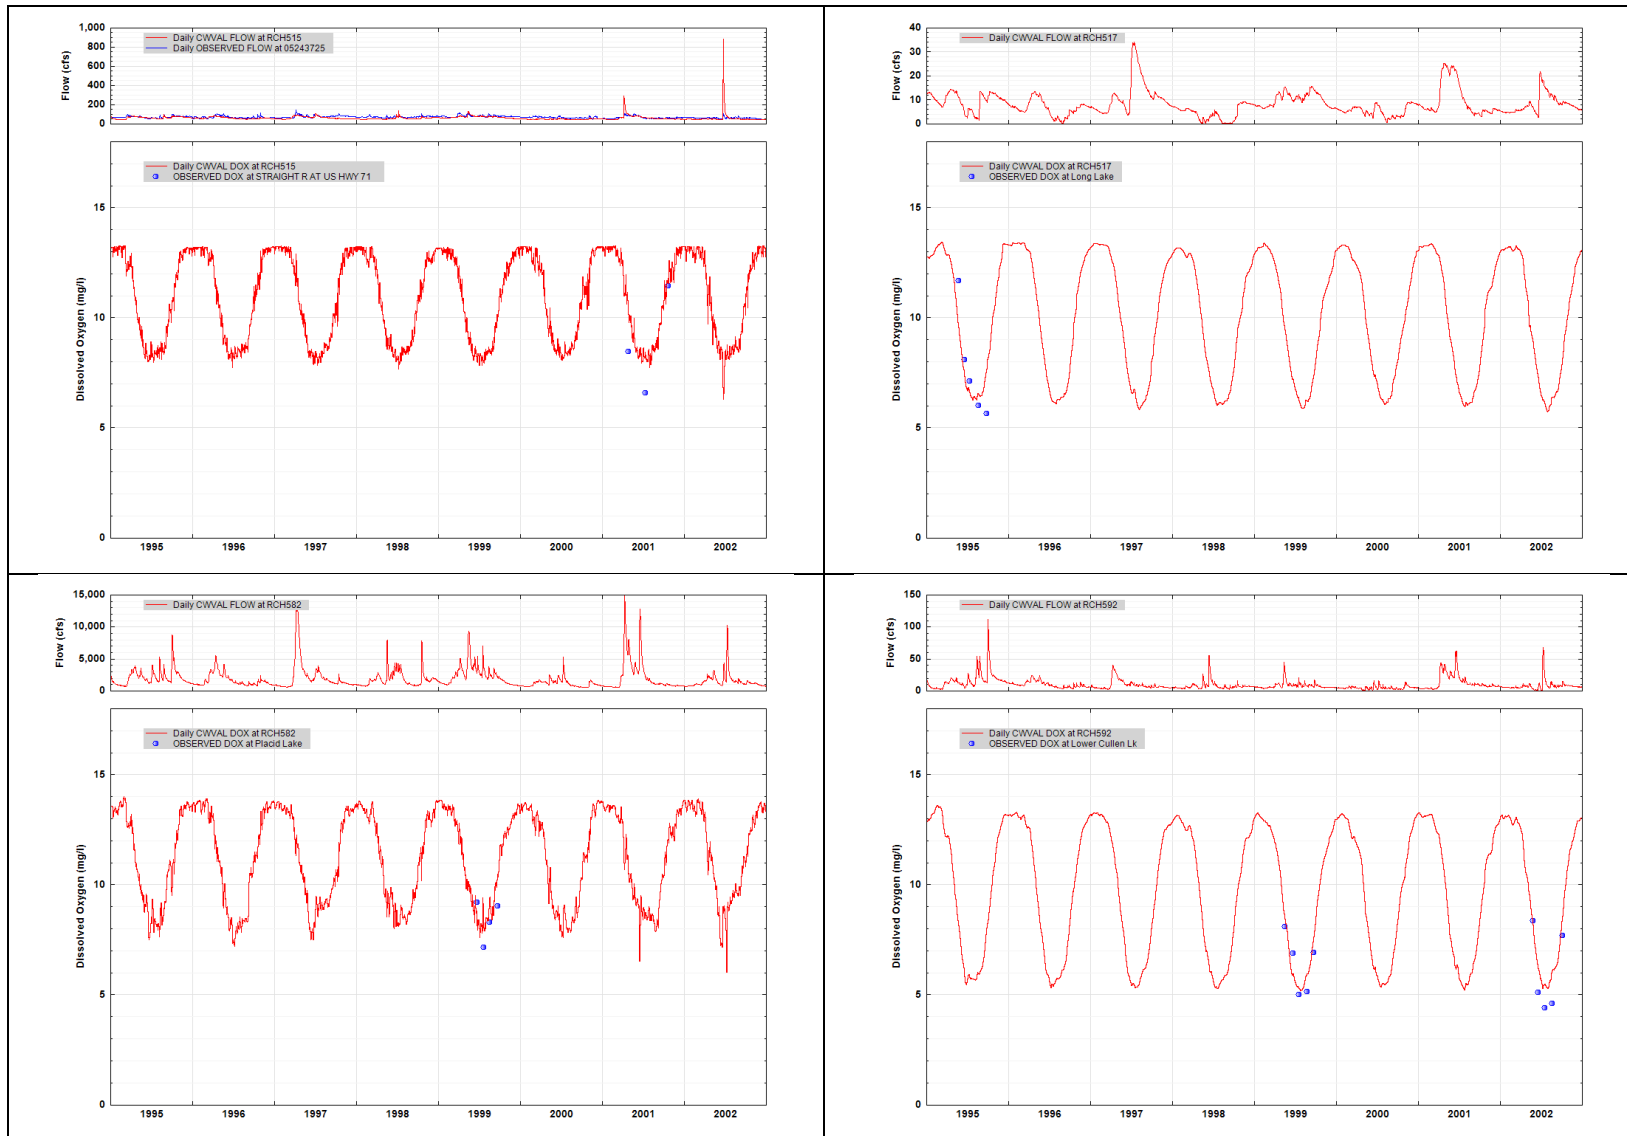 1,000
800
600
400
200
0
Flow (cfs)
Daily CWVAL FLOW at RCH515
Daily OBSERVED FLOW at 05243725
15
10
5
0
Dissolved Oxygen (mg/l)
Daily CWVAL DOX at RCH515
OBSERVED DOX at STRAIGHT R AT US HWY 71
1995 1996 1997 1998 1999 2000 2001 2002
40
30
20
10
0
Flow (cfs)
Daily CWVAL FLOW at RCH517
15
10
5
0
Dissolved Oxygen (mg/l)
Daily CWVAL DOX at RCH517
OBSERVED DOX at Long Lake
1995 1996 1997 1998 1999 2000 2001 2002
15,000
10,000
5,000
0
Flow (cfs)
Daily CWVAL FLOW at RCH582
15
10
5
0
Dissolved Oxygen (mg/l)
Daily CWVAL DOX at RCH582
OBSERVED DOX at Placid Lake
1995 1996 1997 1998 1999 2000 2001 2002
150
100
50
0
Flow (cfs)
Daily CWVAL FLOW at RCH592
15
10
5
0
Dissolved Oxygen (mg/l)
Daily CWVAL DOX at RCH592
OBSERVED DOX at Lower Cullen Lk
1995 1996 1997 1998 1999 2000 2001 2002